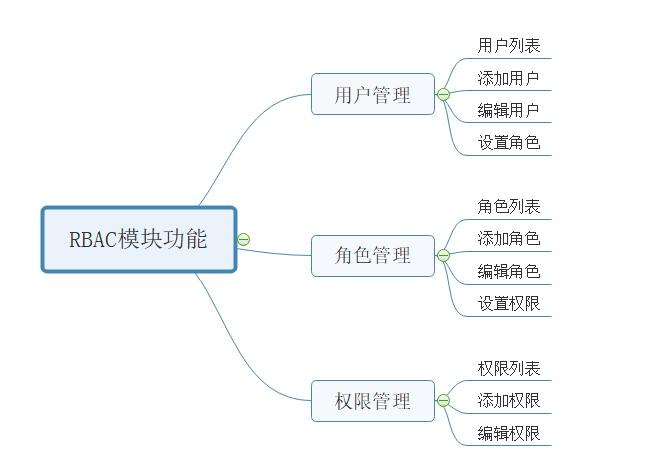 RBAC模块功能
用户管理
用户列表
添加用户
编辑用户
设置角色
角色管理
角色列表
添加角色
编辑角色
设置权限
权限管理
权限列表
添加权限
编辑权限